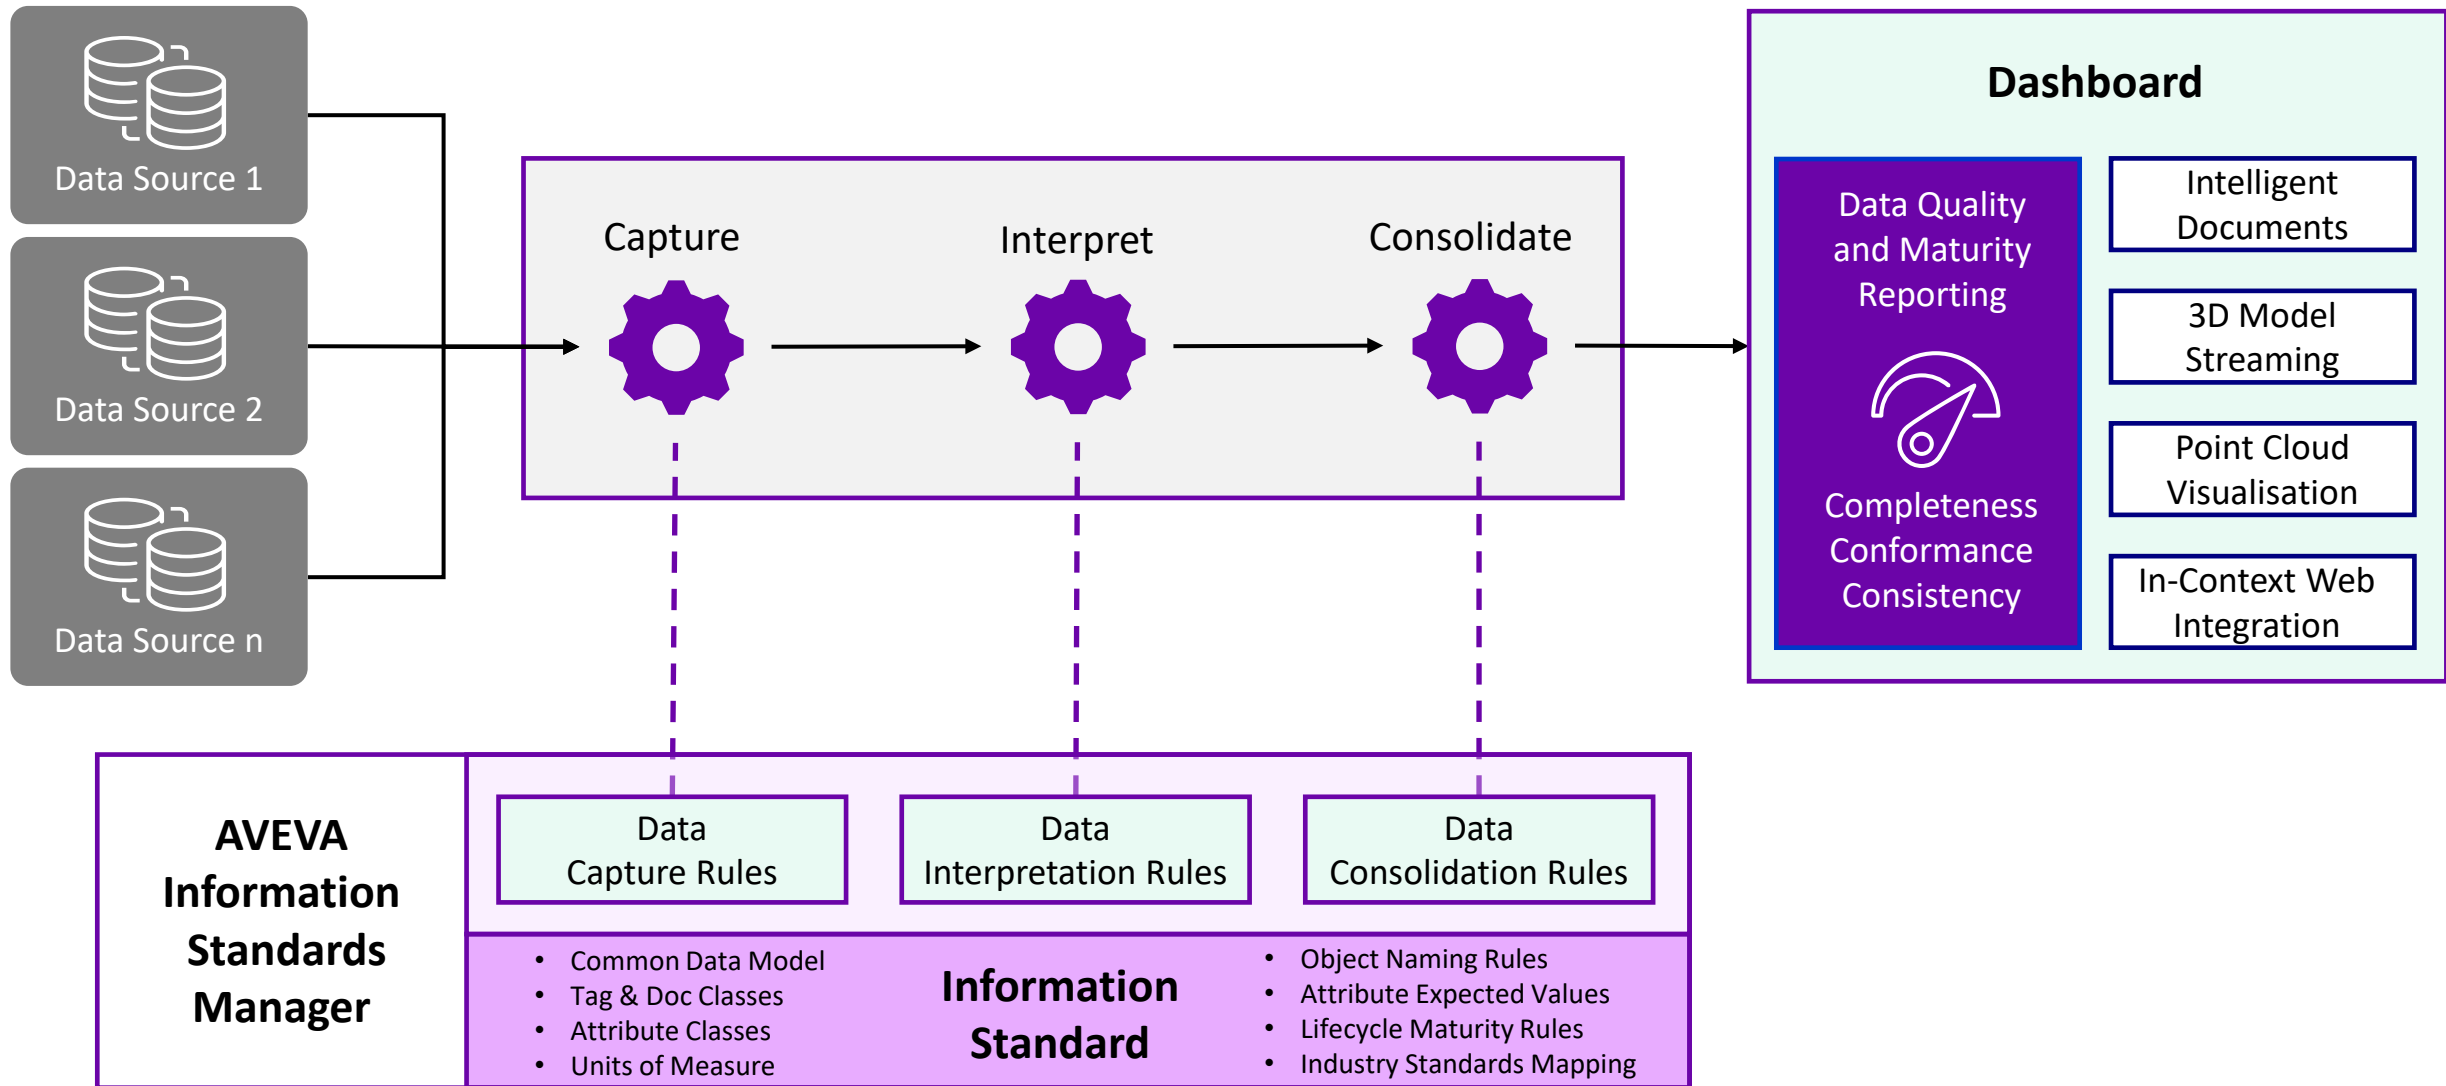 Data Source 1
Data Source 2
Data Source n
Capture
Interpret
Consolidate
Dashboard
Data Quality
and Maturity
Reporting
Completeness
Conformance
Consistency
Intelligent
Documents
3D Model
Streaming
Point Cloud
Visualisation
In-Context Web
Integration
AVEVA
Information
Standards
Manager
Data
Capture Rules
Data
Interpretation Rules
Data
Consolidation Rules
• Common Data Model
• Tag & Doc Classes
• Attribute Classes
• Units of Measure
Information
Standard
• Object Naming Rules
• Attribute Expected Values
• Lifecycle Maturity Rules
• Industry Standards Mapping